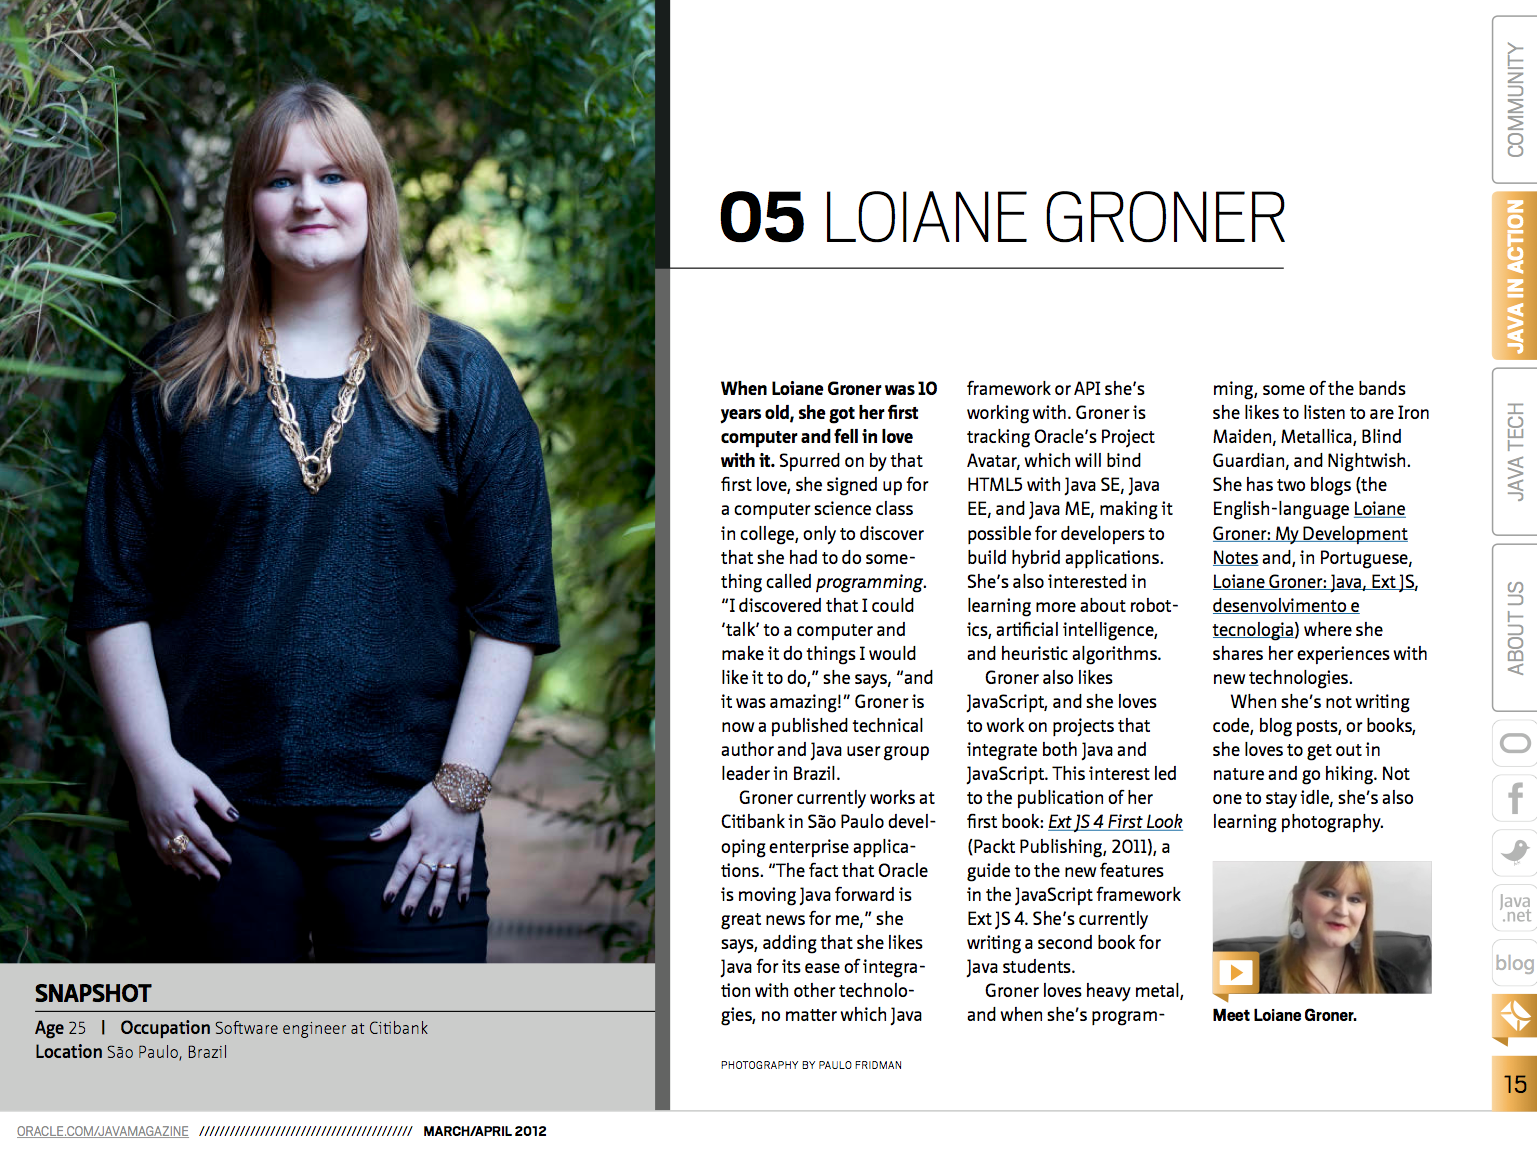 05 LOIANE GRONER
When Loiane Groner was 10
years old, she got her first
computer and fell in love
with it. Spurred on by that
first love, she signed up for
a computer science class
in college, only to discover
that she had to do some-
thing called programming.
“I discovered that I could
‘talk’ to a computer and
make it do things I would
like it to do,” she says, “and
it was amazing!” Groner is
now a published technical
author and Java user group
leader in Brazil.
Groner currently works at
Citibank in São Paulo devel-
oping enterprise applica-
tions. “The fact that Oracle
is moving Java forward is
great news for me,” she
says, adding that she likes
Java for its ease of integra-
tion with other technolo-
gies, no matter which Java
framework or API she’s
working with. Groner is
tracking Oracle’s Project
Avatar, which will bind
HTML5 with Java SE, Java
EE, and Java ME, making it
possible for developers to
build hybrid applications.
She’s also interested in
learning more about robot-
ics, artificial intelligence,
and heuristic algorithms.
Groner also likes
JavaScript, and she loves
to work on projects that
integrate both Java and
JavaScript. This interest led
to the publication of her
first book: Ext JS 4 First Look
(Packt Publishing, 2011), a
guide to the new features
in the JavaScript framework
Ext JS 4. She’s currently
writing a second book for
Java students.
Groner loves heavy metal,
and when she’s program-
ming, some of the bands
she likes to listen to are Iron
Maiden, Metallica, Blind
Guardian, and Nightwish.
She has two blogs (the
English-language Loiane
Groner: My Development
Notes and, in Portuguese,
Loiane Groner: Java, Ext JS,
desenvolvimento e
tecnologia) where she
shares her experiences with
new technologies.
When she’s not writing
code, blog posts, or books,
she loves to get out in
nature and go hiking. Not
one to stay idle, she’s also
learning photography.
Meet Loiane Groner.
PHOTOGRAPHY BY PAULO FRIDMAN
SNAPSHOT
Age 25 | Occupation Software engineer at Citibank
Location São Paulo, Brazil
ORACLE.COM/JAVAMAGAZINE ////////////////////////////////////////// MARCH/APRIL 2012
COMMUNITY
JAVA IN ACTION
JAVA TECH
ABOUT US
f
Java
.net
blog
15